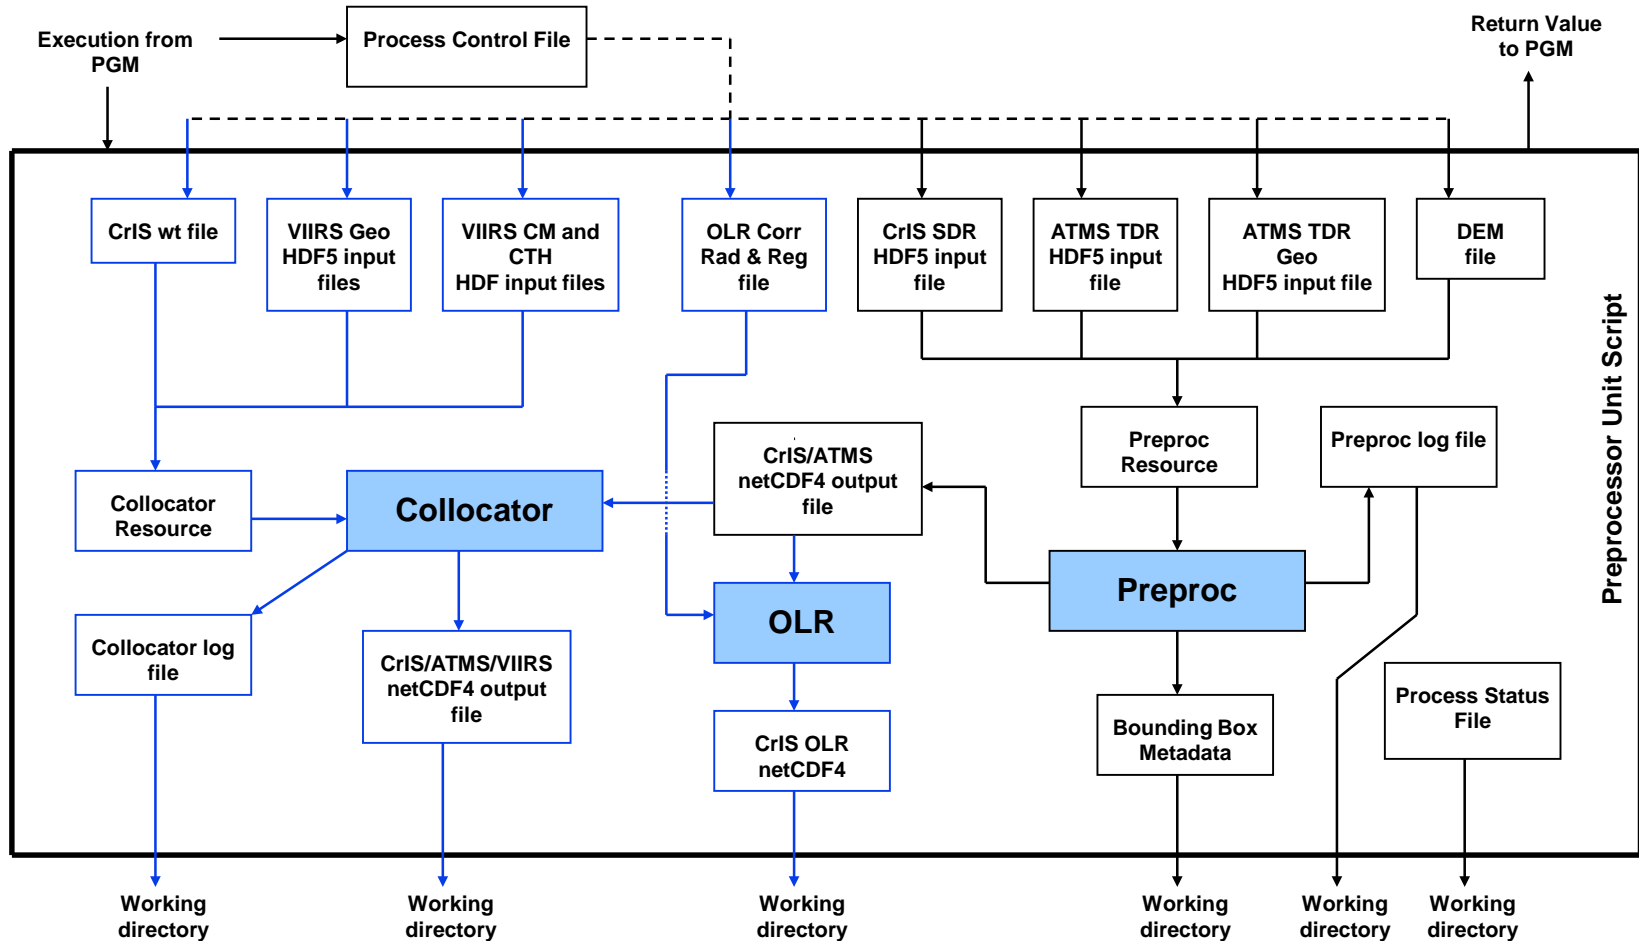 Execution from
PGM
Process Control File
Return Value
to PGM
CrIS wt file
VIIRS Geo
HDF5 input
files
VIIRS CM and
CTH
HDF input files
OLR Corr
Rad & Reg
file
CrIS SDR
HDF5 input
file
ATMS TDR
HDF5 input
file
ATMS TDR
Geo
HDF5 input file
DEM
file
Preprocessor Unit Script
Collocator
Resource
Collocator
CrIS/ATMS
netCDF4 output
file
Preproc
Resource
Preproc log file
Collocator log
file
CrIS/ATMS/VIIRS
netCDF4 output
file
OLR
Preproc
CrIS OLR
netCDF4
Bounding Box
Metadata
Process Status
File
Working
directory
Working
directory
Working
directory
Working
directory
Working
directory
Working
directory